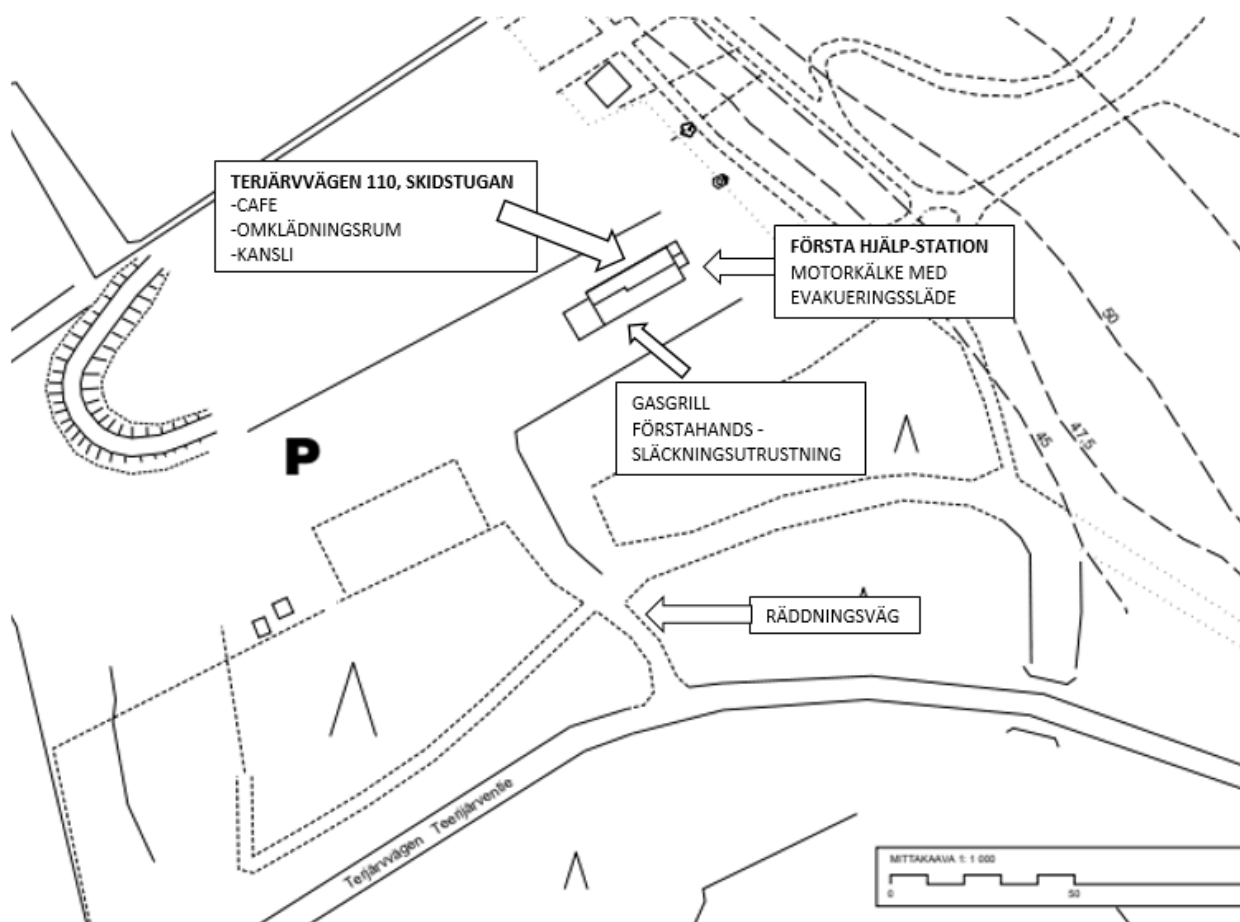 TERJÄRVVÄGEN 110, SKIDSTUGAN
-CAFE
-OMKLÄDNINGSRUM
-KANSLI
FÖRSTA HJÄLP-STATION
MOTORKÄLKE MED
EVAKUERINGSSLÄDE
50
GASGRILL
FÖRSTAHANDS -
SLÄCKNINGSUTRUSTNING
45
47,5
P
RÄDDNINGSVÄG
Terjärvvägen Teerijärventie
MITTAKAAVA 1: 1 000
0
50